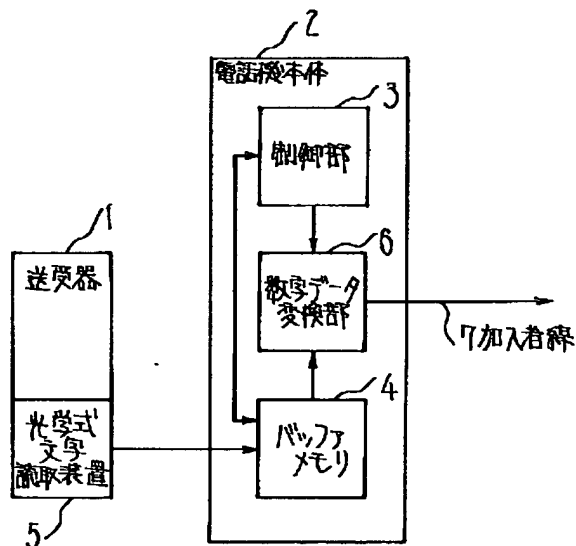 2
電話機本体
3
制御部
1
6
送受器
数字データ
変換部
7加入者線
4
光学式
文字
読取装置
バッファ
メモリ
5